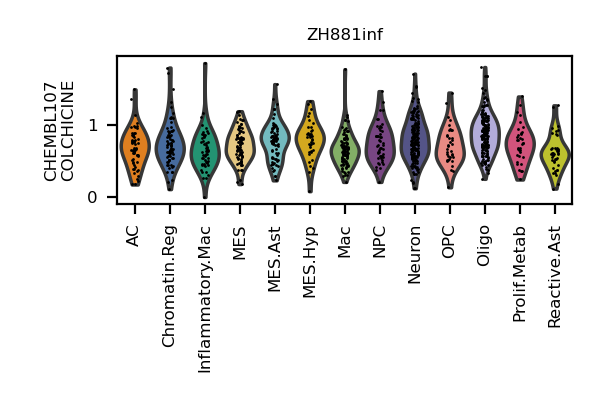 ZH881inf
CHEMBL107
COLCHICINE
1
0
AC
Chromatin.Reg
Inflammatory.Mac
MES
MES.Ast
MES.Hyp
Mac
NPC
Neuron
OPC
Oligo
Prolif.Metab
Reactive.Ast